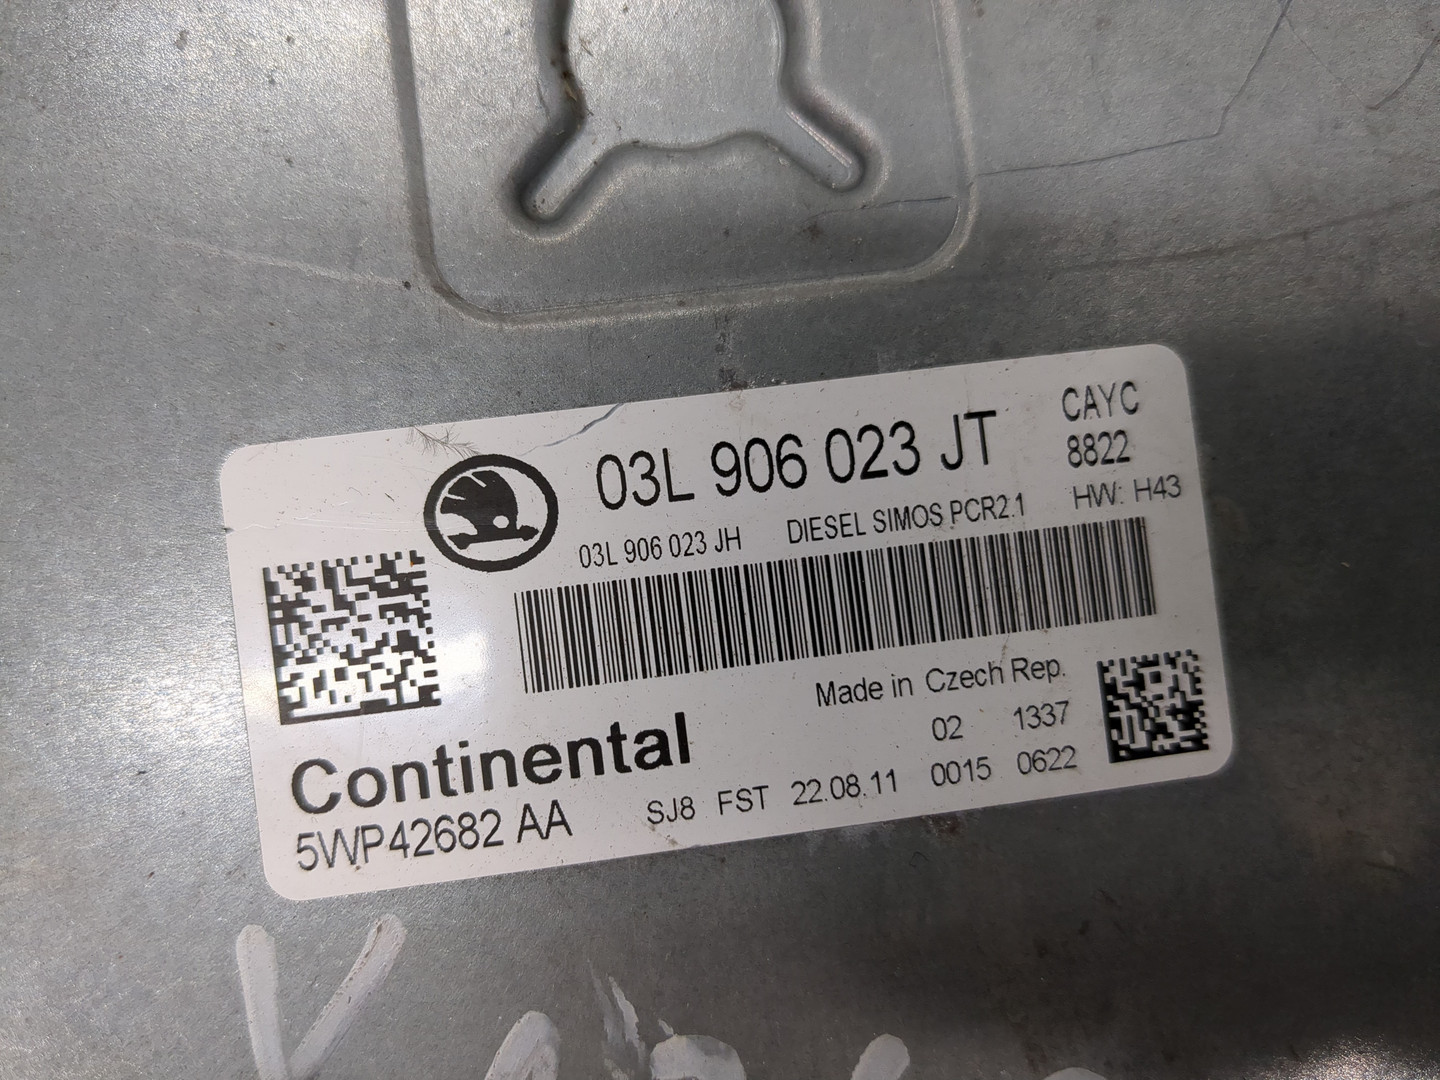 03L 906 023 JT
CAYC
8822
03L 906 023 JH DIESEL SIMOS PCR2.1 HW: H43
Made in Czech Rep.
02 1337
Continental
5WP42682 AA SJ8 FST 22.08.11 0015 0622